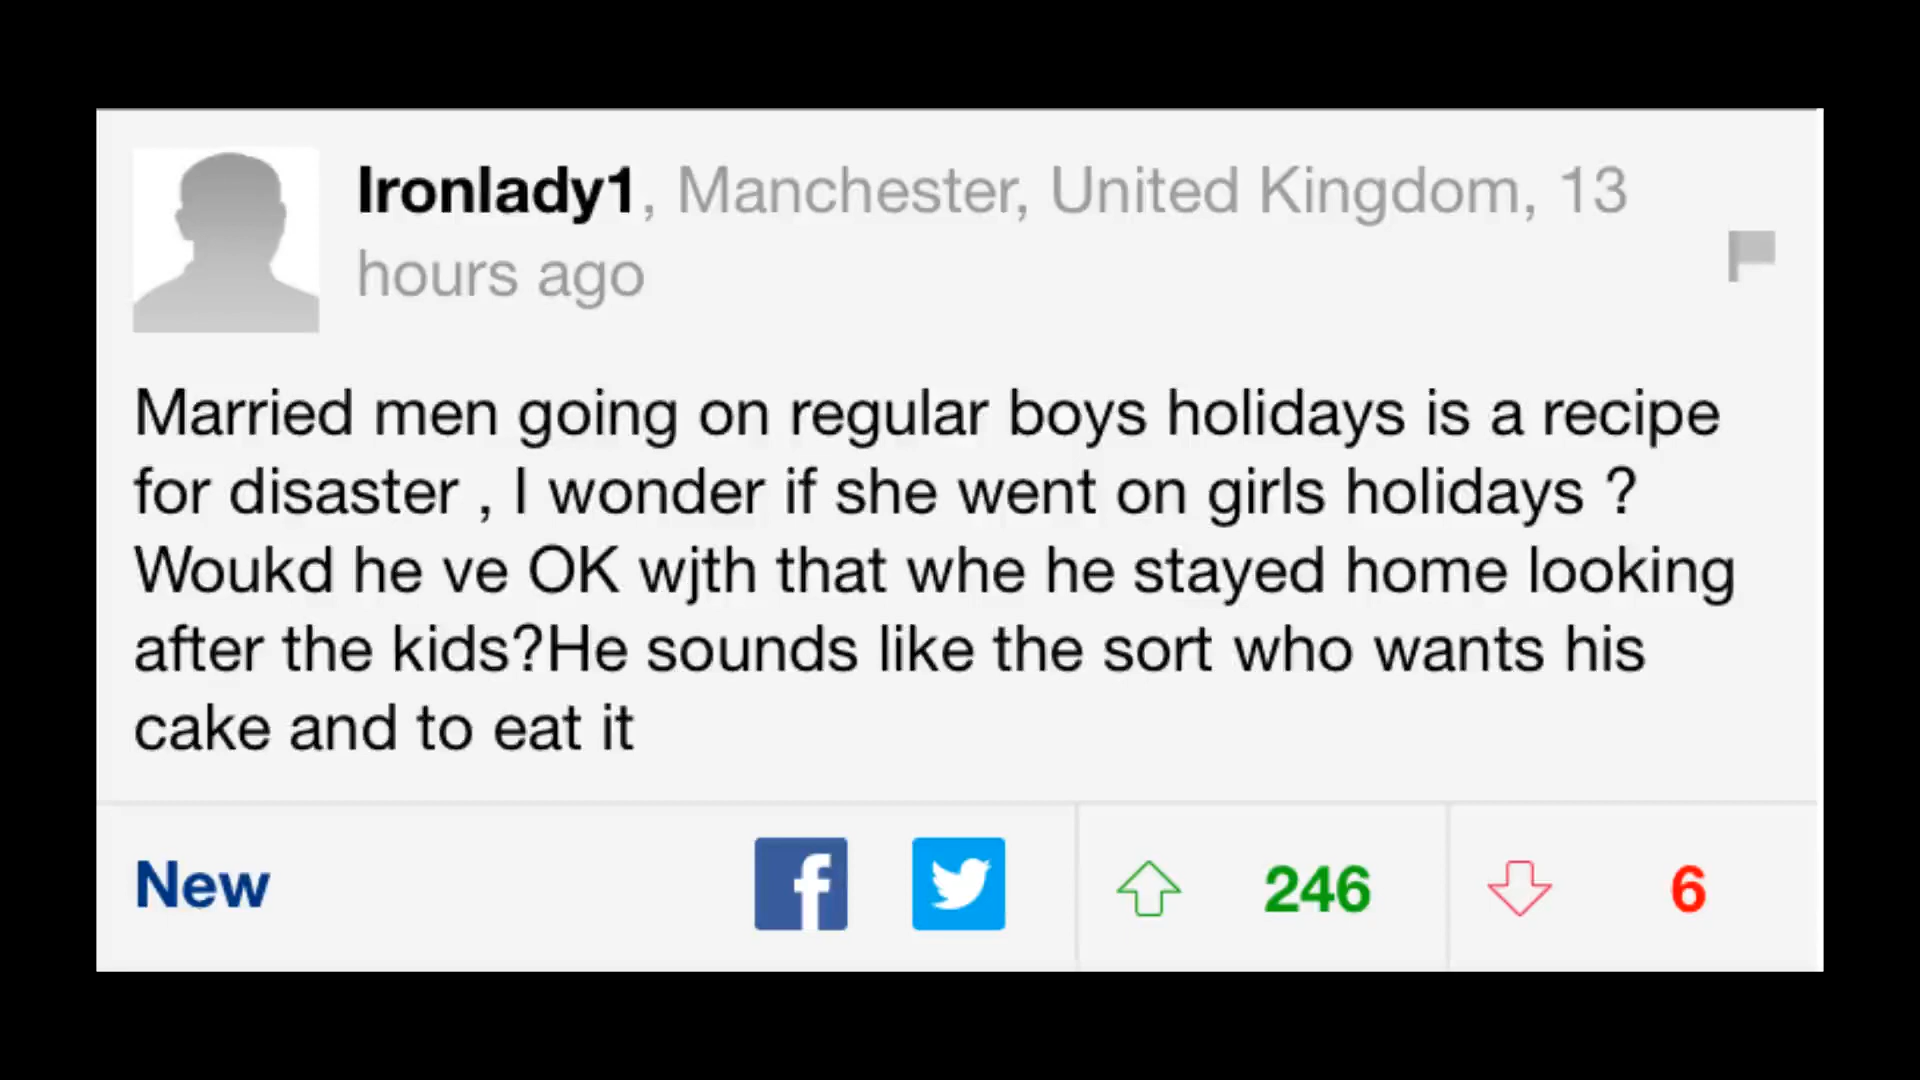 Ironlady1, Manchester, United Kingdom, 13
hours ago
Married men going on regular boys holidays is a recipe
for disaster , I wonder if she went on girls holidays ?
Woukd he ve OK wjth that whe he stayed home looking
after the kids?He sounds like the sort who wants his
cake and to eat it
New 246 6